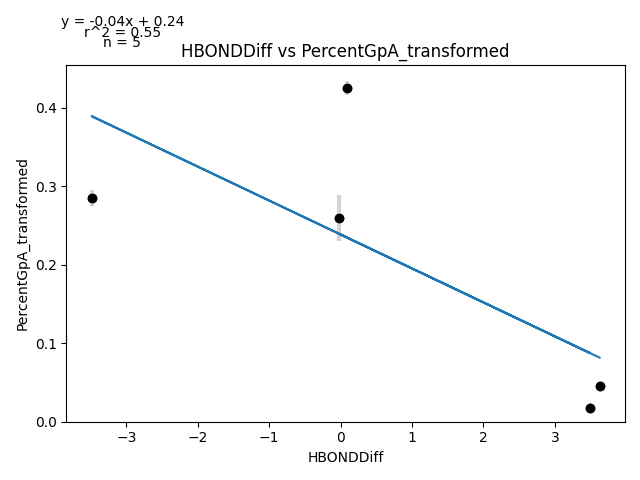 y = -0.04x + 0.24
r^2 = 0.55
n = 5
HBONDDiff vs PercentGpA_transformed
PercentGpA_transformed
0.4
0.3
0.2
0.1
0.0
−3
−2
−1
0
1
2
3
HBONDDiff